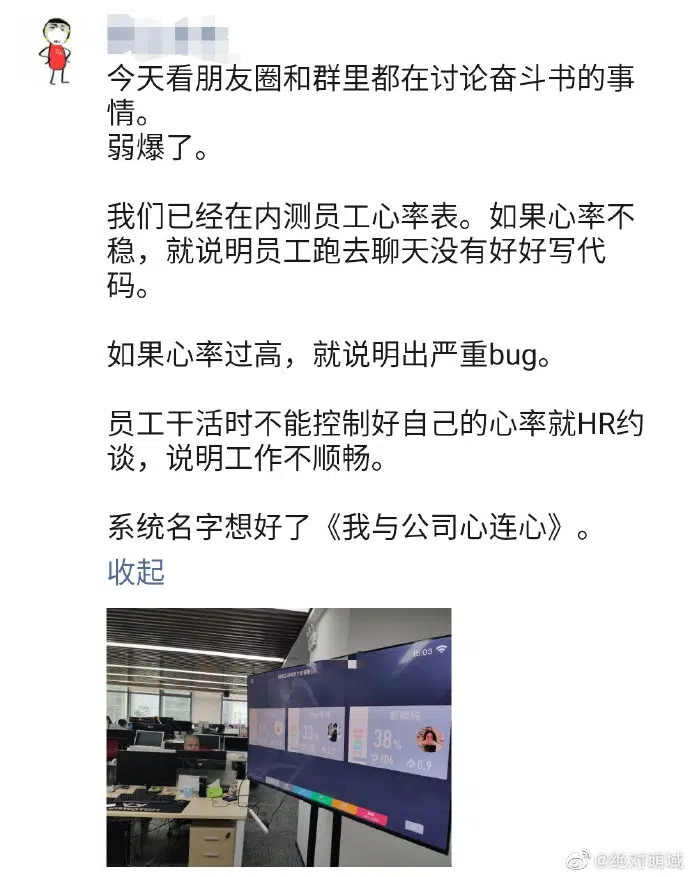 今天看朋友圈和群里都在讨论奋斗书的事
情。
弱爆了。
我们已经在内测员工心率表。如果心率不
稳，就说明员工跑去聊天没有好好写代
码。
如果心率过高，就说明出严重bug。
员工干活时不能控制好自己的心率就HR约
谈，说明工作不顺畅。
系统名字想好了《我与公司心连心》。
收起
15:03
33%
38%
@绝对萌域